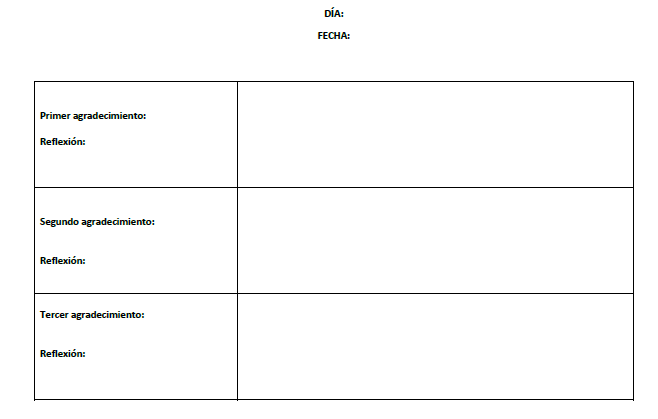 DÍA:
FECHA:
Primer agradecimiento:
Reflexión:
Segundo agradecimiento:
Reflexión:
Tercer agradecimiento:
Reflexión: